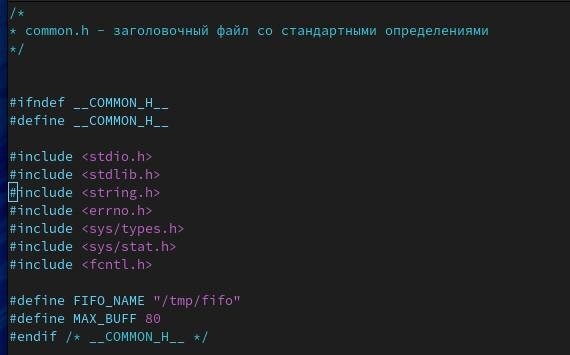 /*
* common.h - заголовочный файл со стандартными определениями
*/
#ifndef __COMMON_H__
#define __COMMON_H__
#include <stdio.h>
#include <stdlib.h>
#include <string.h>
#include <errno.h>
#include <sys/types.h>
#include <sys/stat.h>
#include <fcntl.h>
#define FIFO_NAME "/tmp/fifo"
#define MAX_BUFF 80
#endif /* __COMMON_H__ */